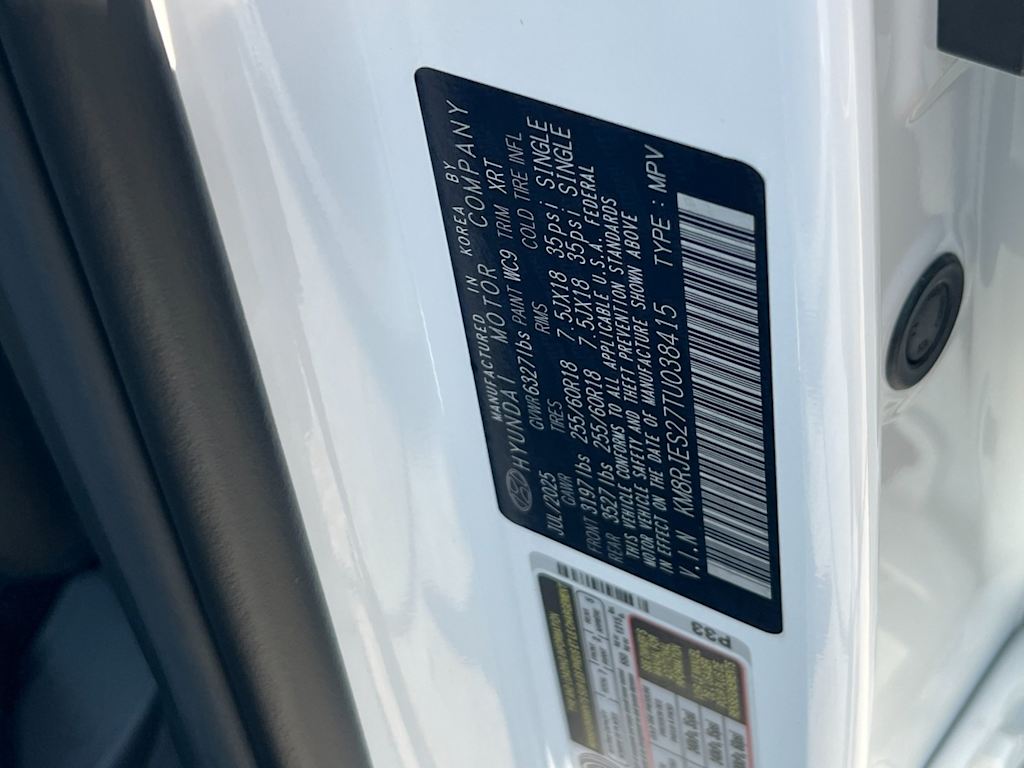 MANUFACTURED IN KOREA BY
HYUNDAI MOTOR COMPANY
JUL/2025 GVWR6327lbs PAINT WC9 TRIM XRT
GAWR TIRES RMS COLD TIRE INFL
FRONT 3197lbs 255/60R18 7.5JX18 35psi SINGLE
REAR 3527lbs 255/60R18 7.5JX18 35psi SINGLE
THIS VEHICLE CONFORMS TO ALL APPLICABLE U.S.A. FEDERAL
MOTOR VEHICLE SAFETY AND THEFT PREVENTION STANDARDS
IN EFFECT ON THE DATE OF MANUFACTURE SHOWN ABOVE
V.I.N KM8RJES27TU038415 TYPE : MPV
P33